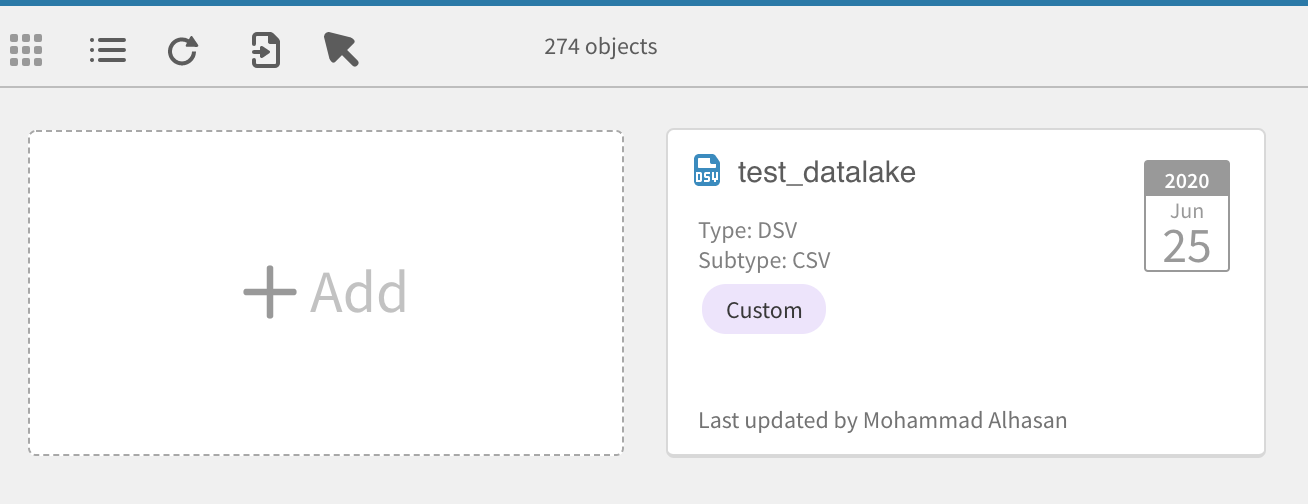 274 objects
Add
DSV
test_datalake
2020
Jun
25
Type: DSV
Subtype: CSV
Custom
Last updated by Mohammad Alhasan